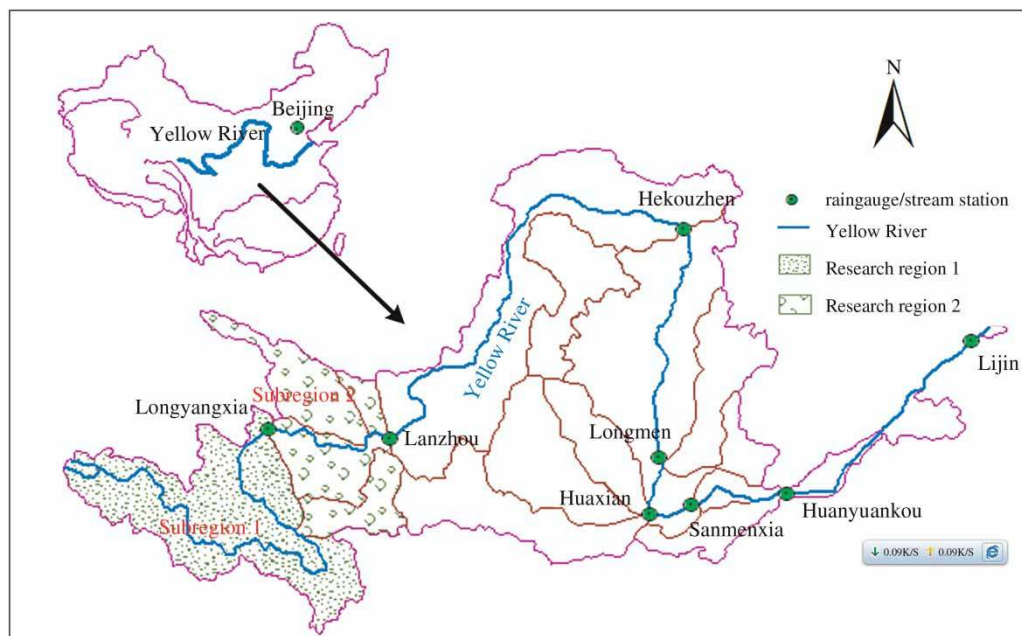 N
Beijing
Yellow River
Hekouzhen
raingauge/stream station
Yellow River
Research region 1
Research region 2
Yellow River
Lijin
Subregion 2
Longyangxia
Lanzhou
Longmen
Huaxian
Huanyuankou
Sanmenxia
Subregion 1
0.09K/S 0.09K/S